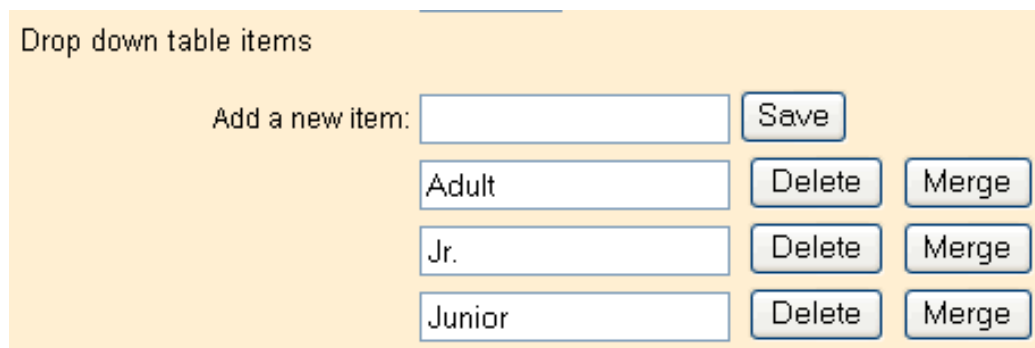 Drop down table items
Add a new item: Save
Adult Delete Merge
Jr. Delete Merge
Junior Delete Merge